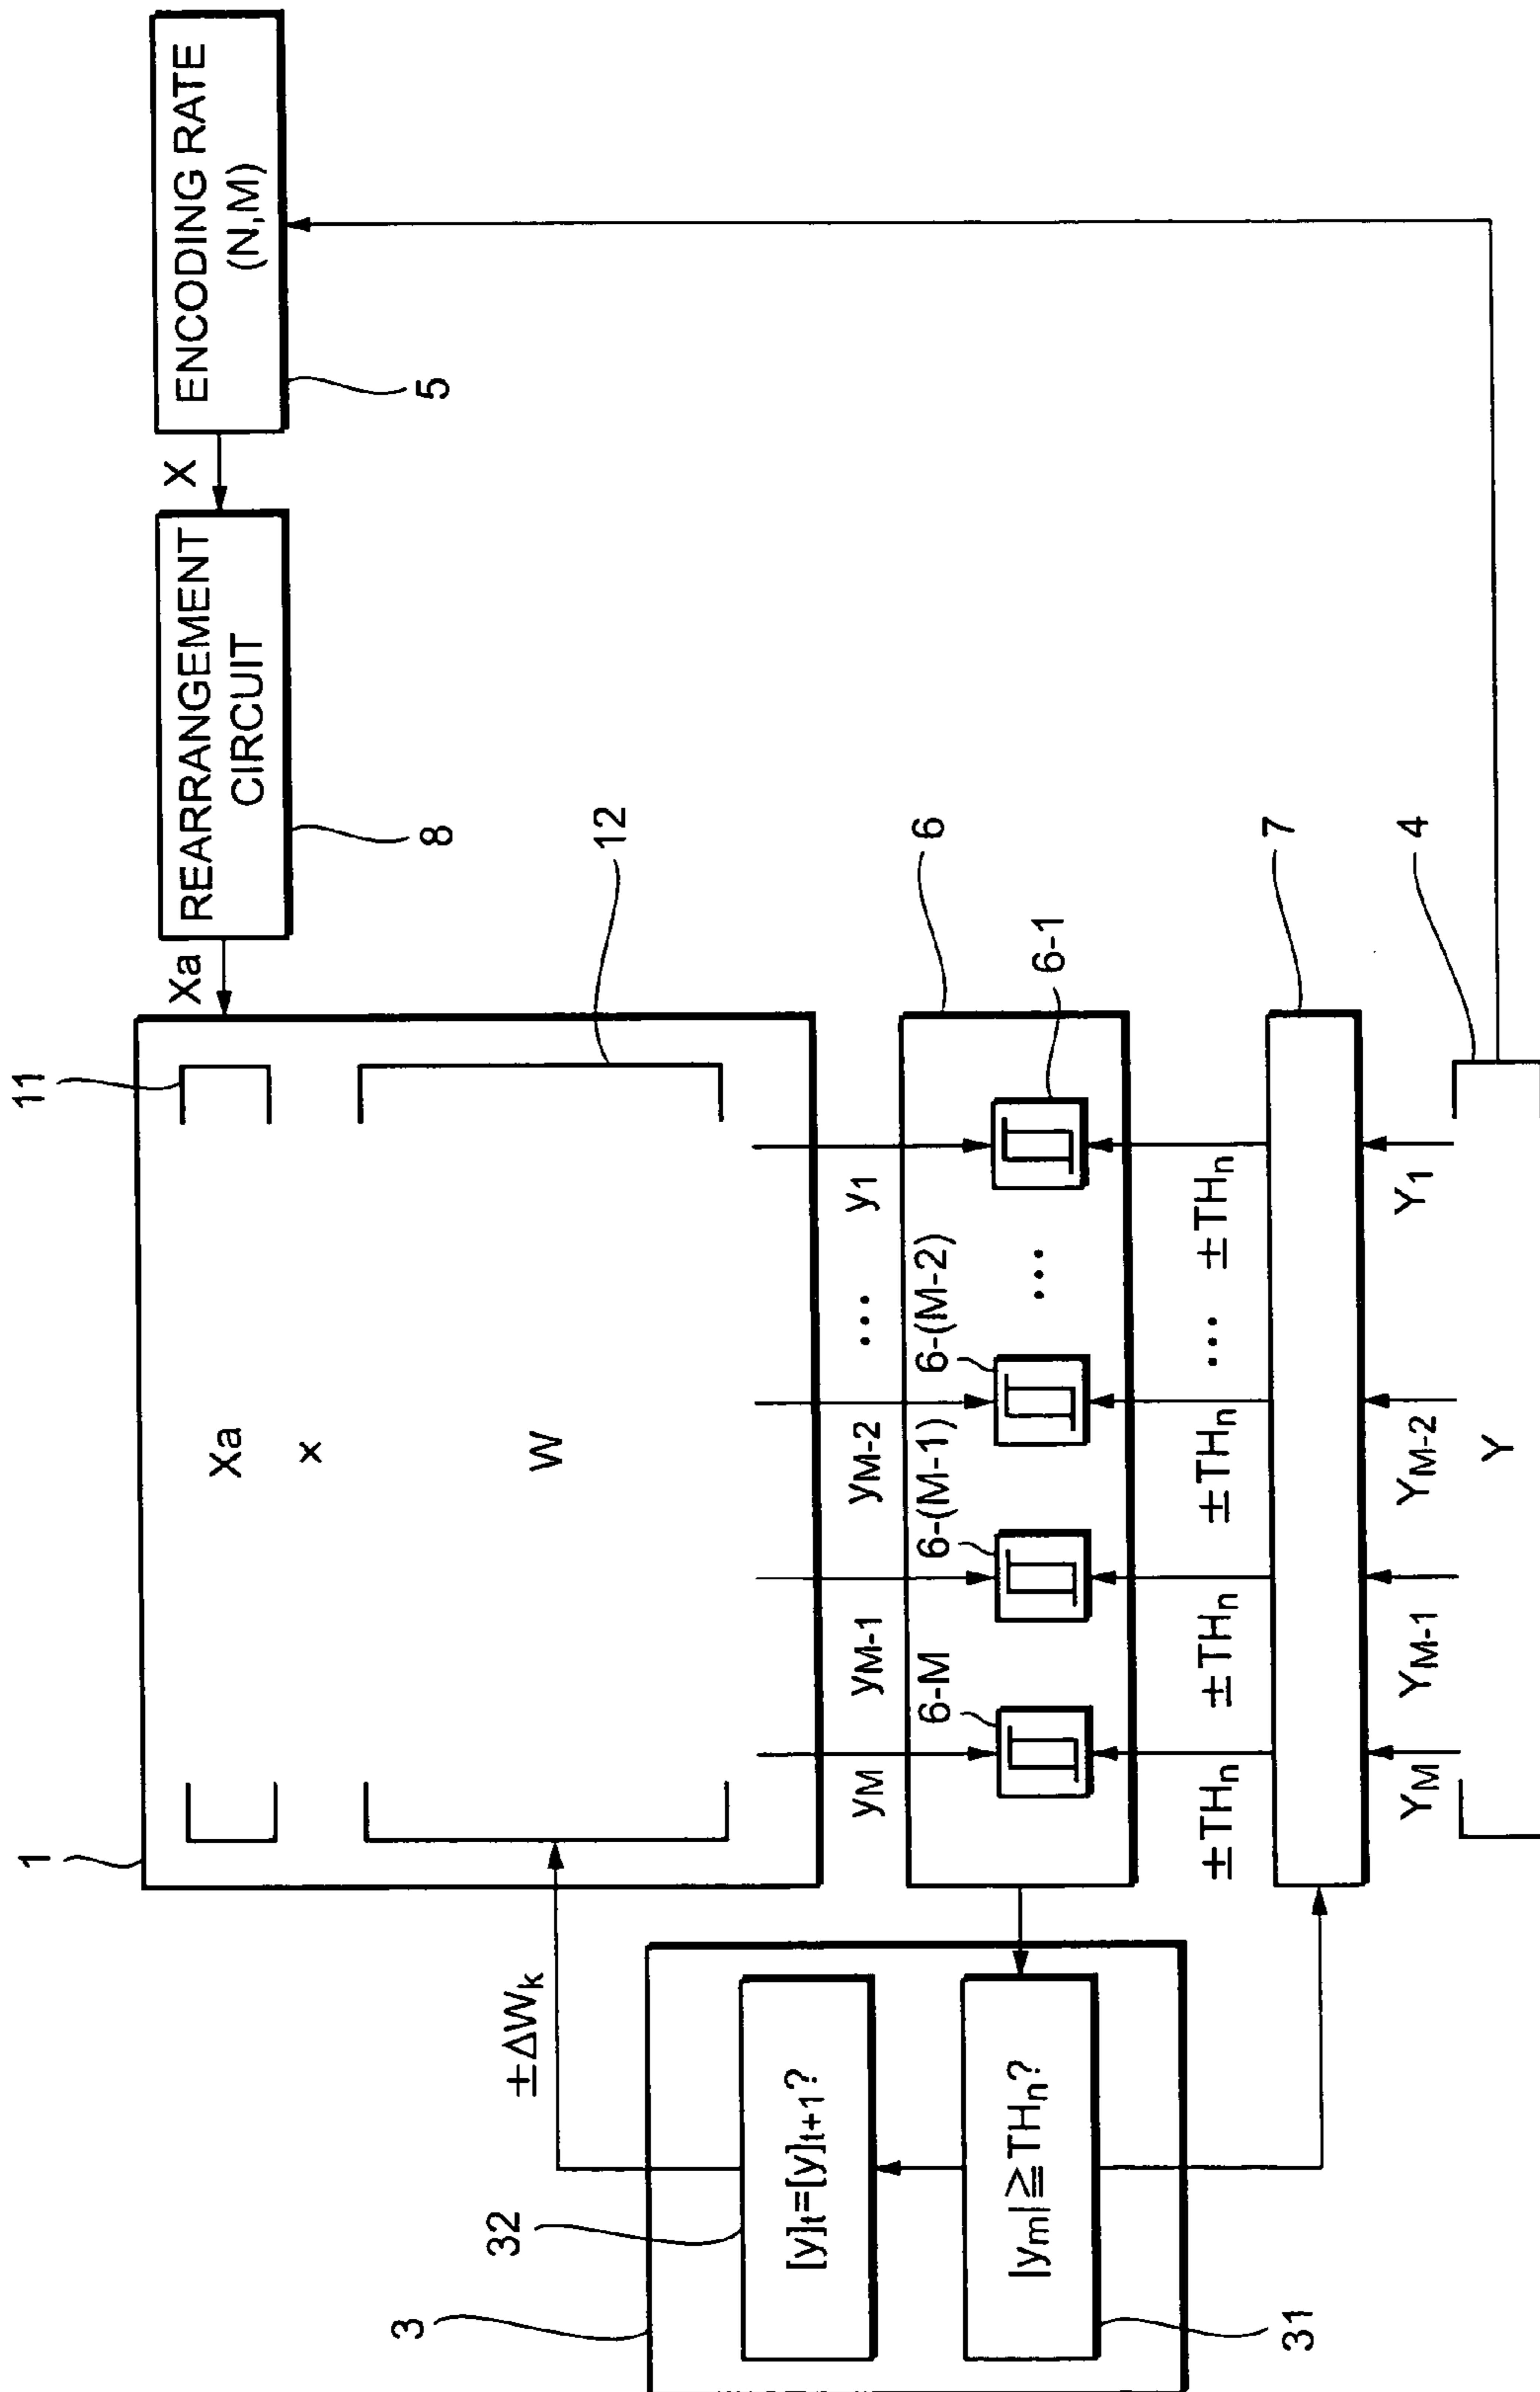 1
11
Xa
REARRANGEMENT
CIRCUIT
X
ENCODING RATE
(N,M)
Xa
×
8
5
3
32
±ΔWk
W
12
[y]t=[y]t+1?
yM
yM-1
yM-2
...
y1
6-M
6-(M-1)
6-(M-2)
6
|ym|≧THn?
...
6-1
±THn
±THn
±THn
...
±THn
31
7
YM
YM-1
YM-2
Y1
4
Y